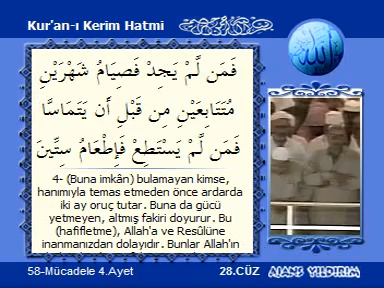 Kur'an-ı Kerim Hatmi
الله
فَمَن لَّمْ يَجِدْ فَصِيَامُ شَهْرَيْنِ
مُتَتَابِعَيْنِ مِن قَبْلِ أَن يَتَمَاسَّا
فَمَن لَّمْ يَسْتَطِعْ فَإِطْعَامُ سِتِّينَ
4- (Buna imkân) bulamayan kimse,
hanımıyla temas etmeden önce ardarda
iki ay oruç tutar. Buna da gücü
yetmeyen, altmış fakiri doyurur. Bu
(hafifletme), Allah'a ve Resûlüne
inanmanızdan dolayıdır. Bunlar Allah'ın
58-Mücadele 4.Ayet
28.CÜZ
AJANS YILDIRIM